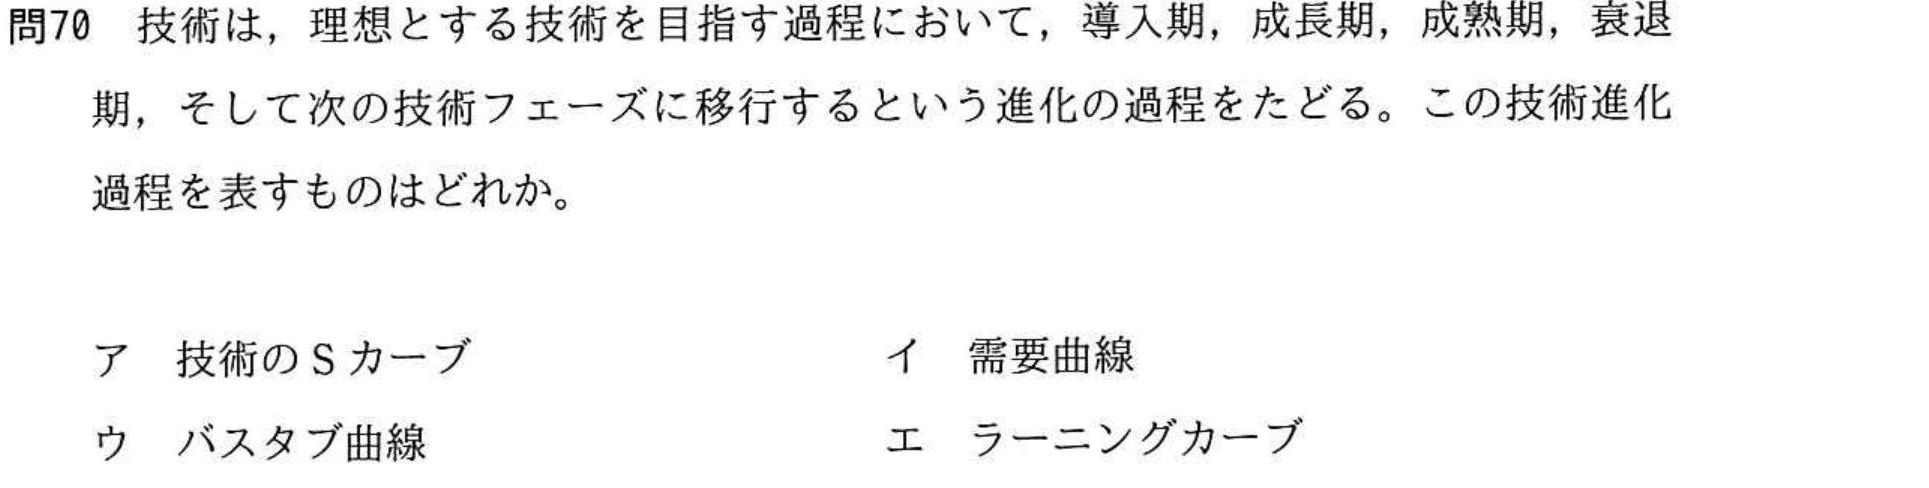 問70 技術は，理想とする技術を目指す過程において，導入期，成長期，成熟期，衰退
期，そして次の技術フェーズに移行するという進化の過程をたどる。この技術進化
過程を表すものはどれか。
ア 技術のＳカーブ イ 需要曲線
ウ バスタブ曲線 エ ラーニングカーブ